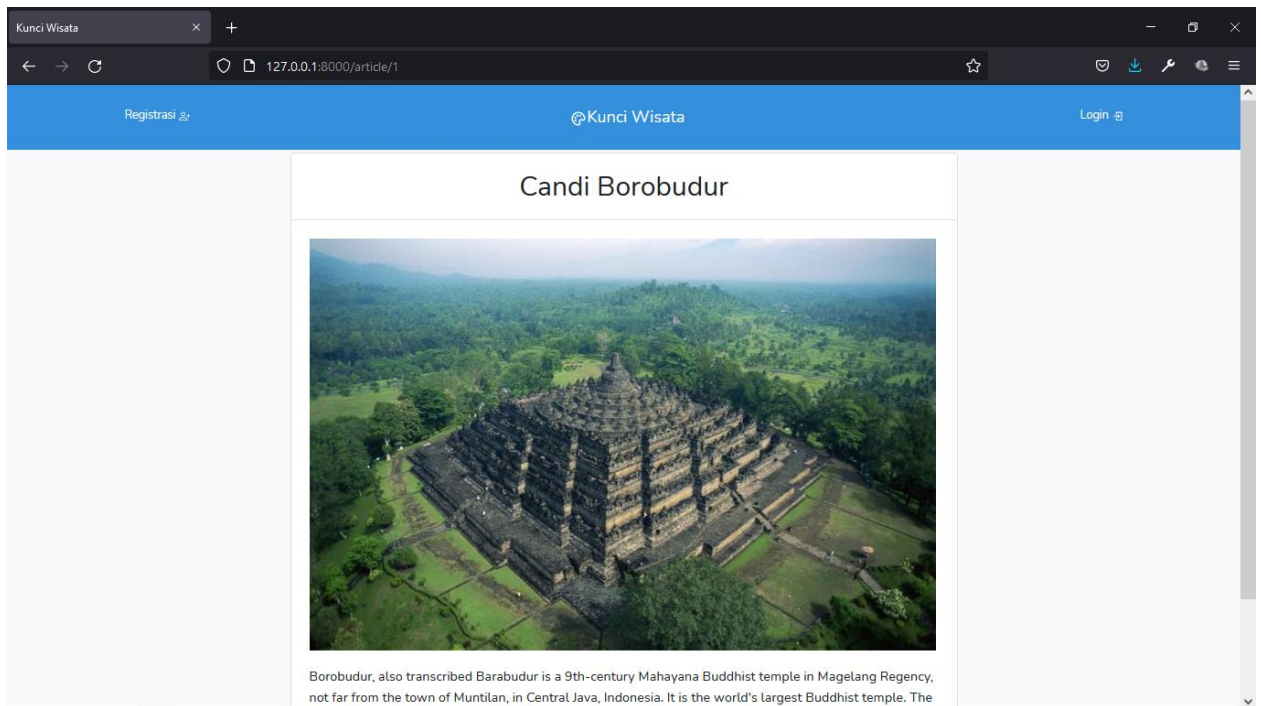 Kunci Wisata
127.0.0.1:8000/article/1
Registrasi
Kunci Wisata
Login
Candi Borobudur
Borobudur, also transcribed Barabudur is a 9th-century Mahayana Buddhist temple in Magelang Regency,
not far from the town of Muntilan, in Central Java, Indonesia. It is the world's largest Buddhist temple. The